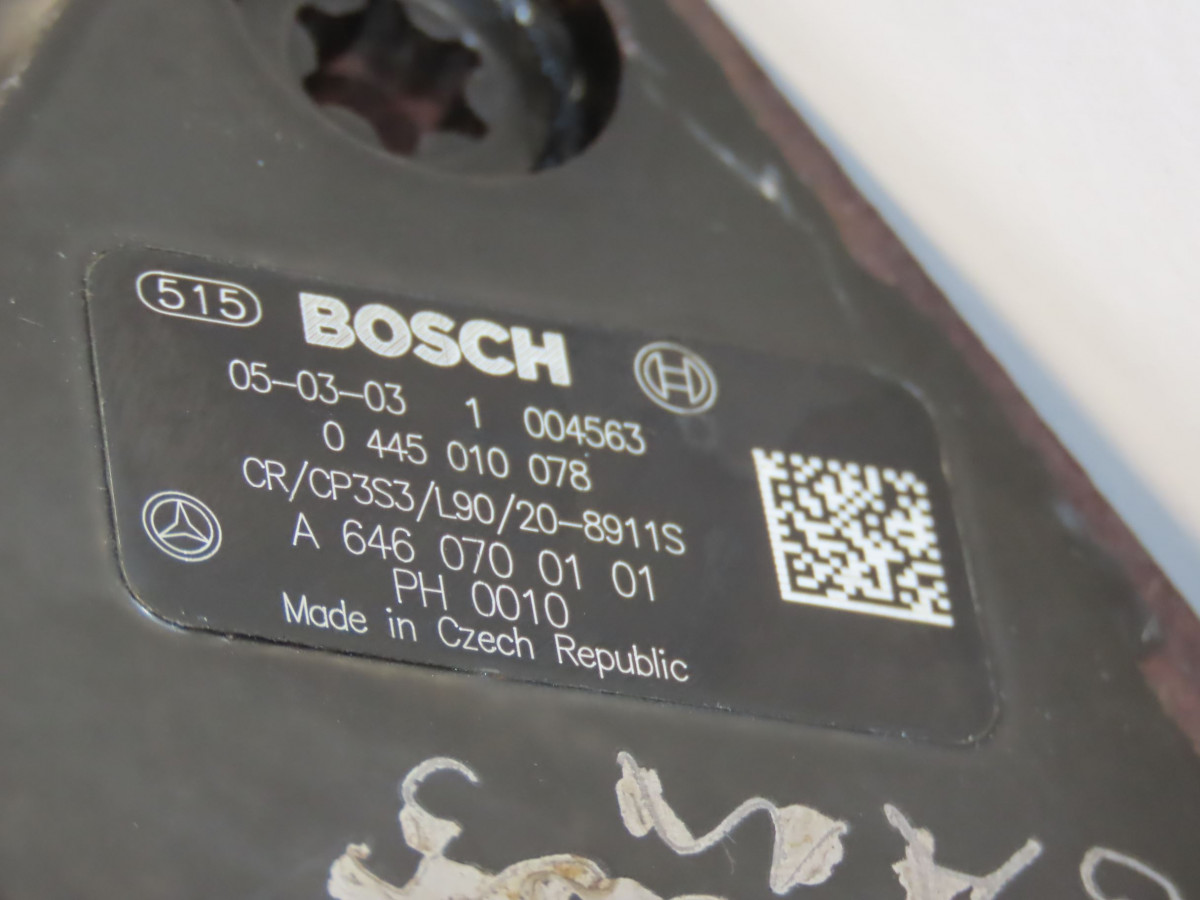 515 BOSCH
05-03-03 1 004563
0 445 010 078
CR/CP3S3/L90/20-8911S
A 646 070 01 01
PH 0010
Made in Czech Republic